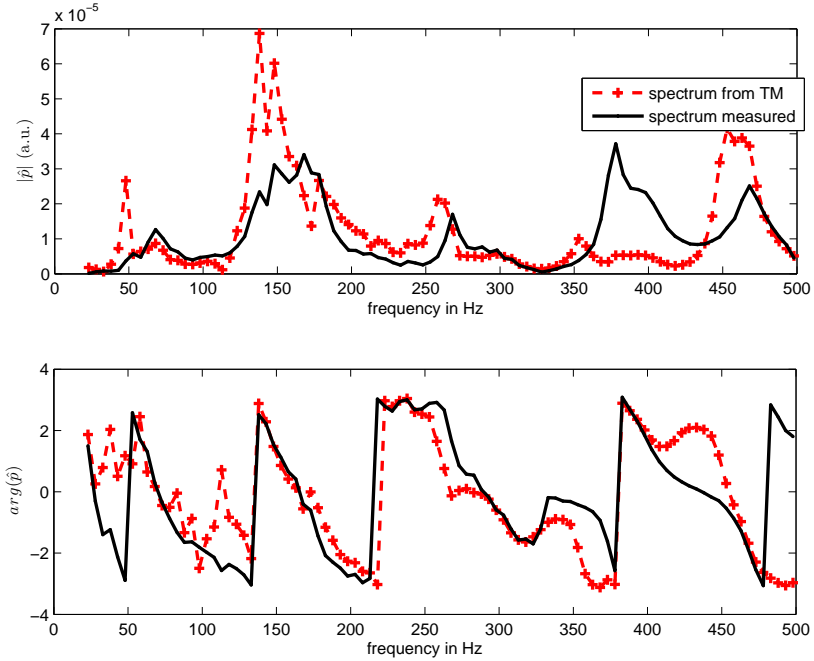 x 10⁻⁵
7
6
5
4
3
2
1
0
|p̂| (a.u.)
spectrum from TM
spectrum measured
0 50 100 150 200 250 300 350 400 450 500
frequency in Hz
4
2
0
−2
−4
arg(p̂)
0 50 100 150 200 250 300 350 400 450 500
frequency in Hz